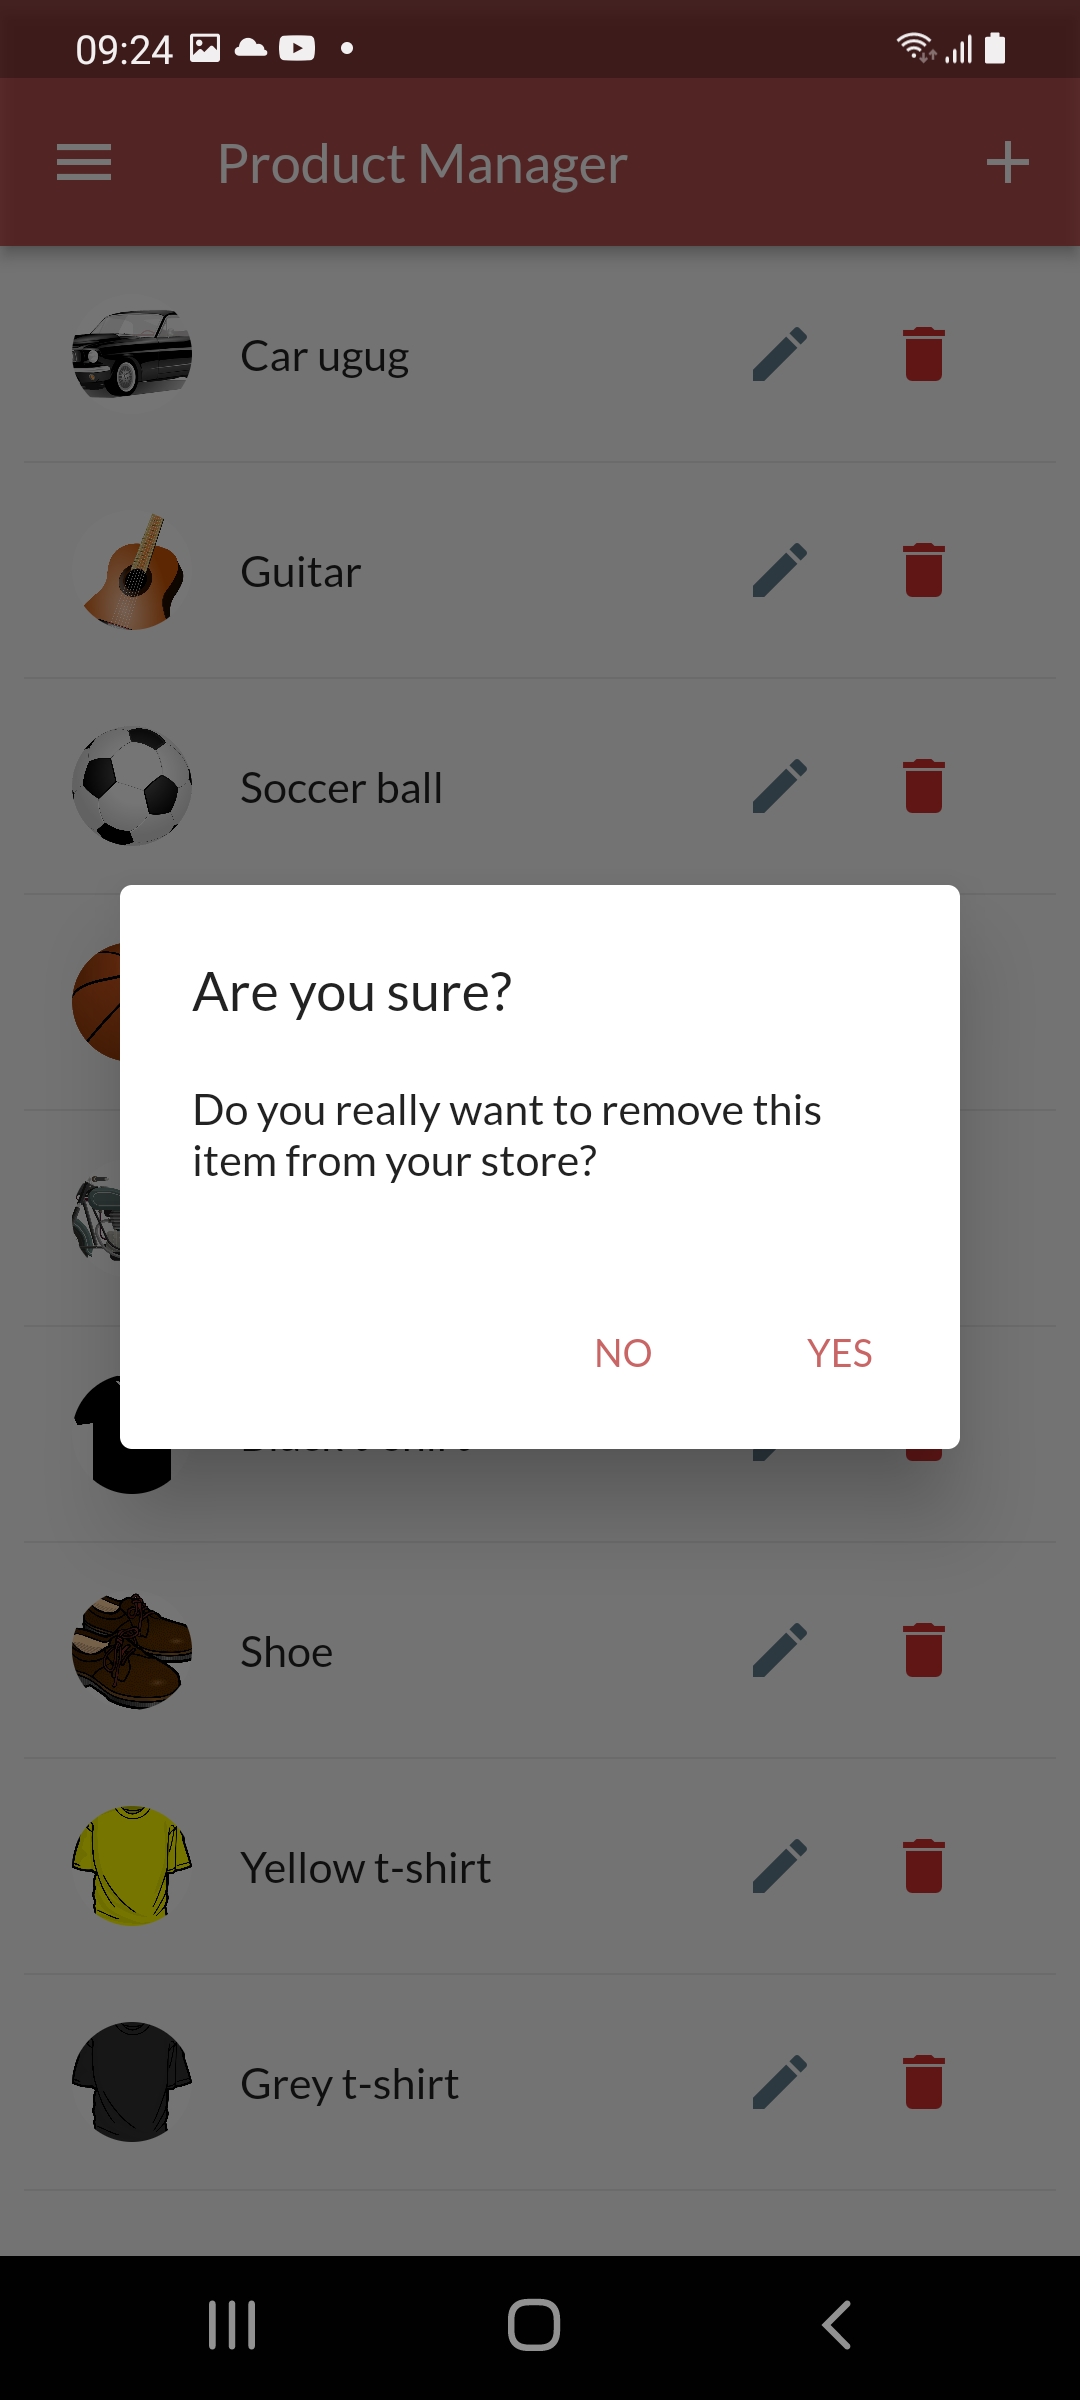 09:24
Product Manager
Car ugug
Guitar
Soccer ball
Are you sure?
Do you really want to remove this
item from your store?
NO YES
Shoe
Yellow t-shirt
Grey t-shirt